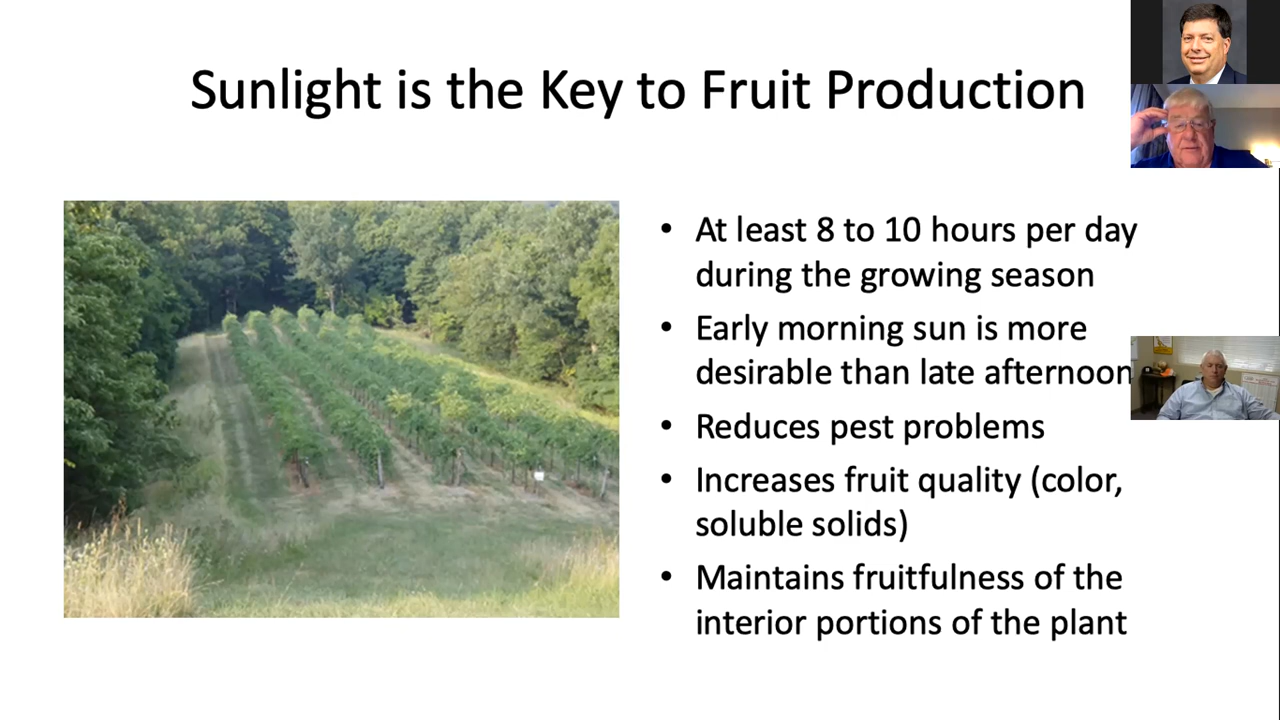 Sunlight is the Key to Fruit Production
• At least 8 to 10 hours per day
during the growing season
• Early morning sun is more
desirable than late afternoon
• Reduces pest problems
• Increases fruit quality (color,
soluble solids)
• Maintains fruitfulness of the
interior portions of the plant